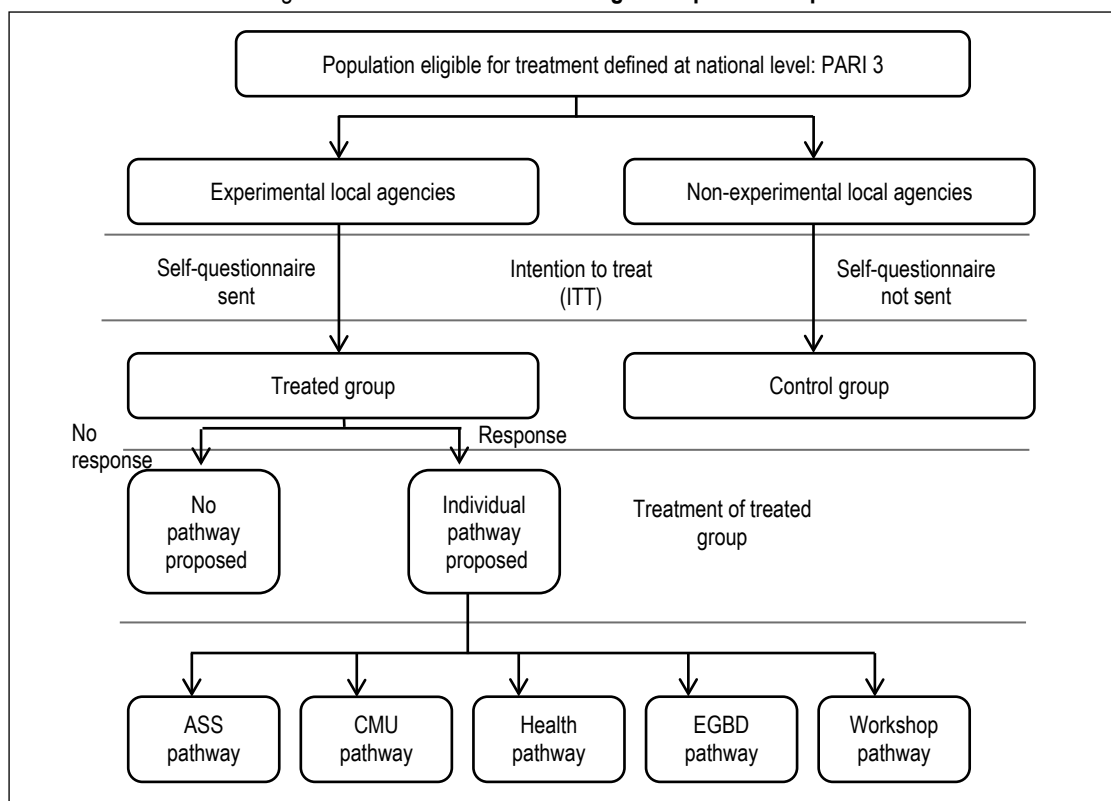 Population eligible for treatment defined at national level: PARI 3
Experimental local agencies
Non-experimental local agencies
Self-questionnaire
sent
Intention to treat
(ITT)
Self-questionnaire
not sent
Treated group
Control group
No
response
Response
No
pathway
proposed
Individual
pathway
proposed
Treatment of treated
group
ASS
pathway
CMU
pathway
Health
pathway
EGBD
pathway
Workshop
pathway